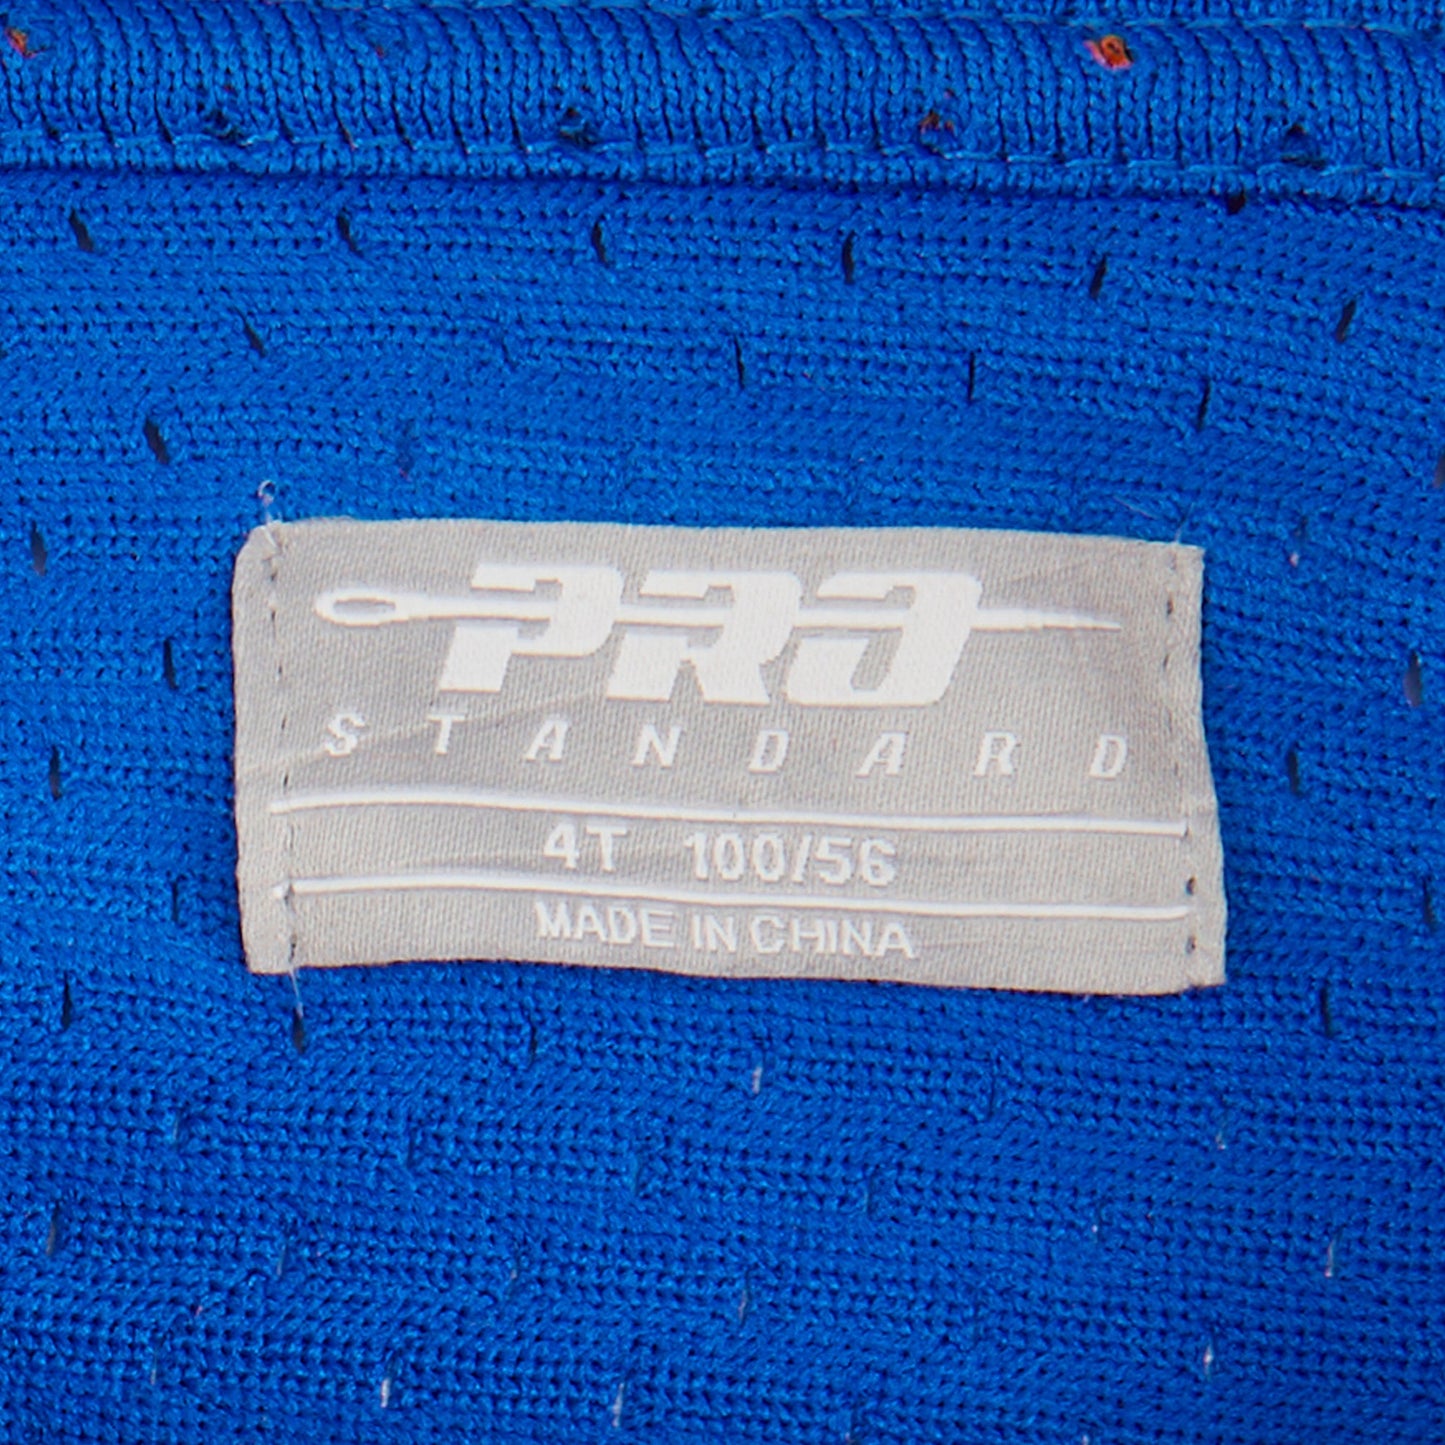 PRO
STANDARD
4T 100/56
MADE IN CHINA